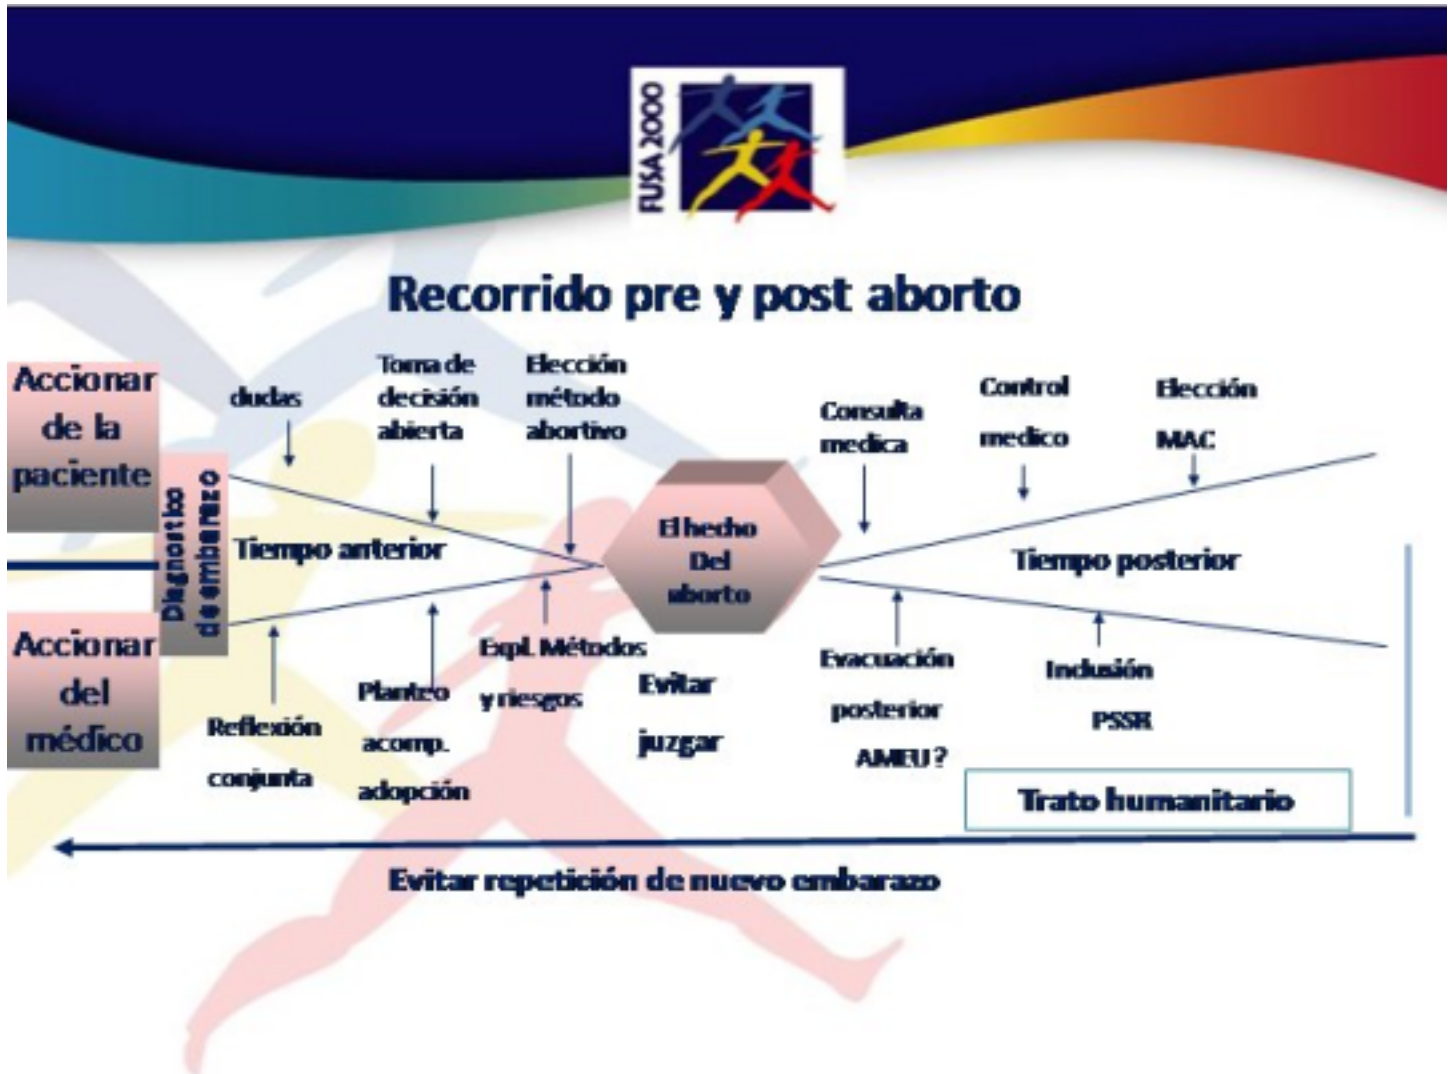 FUSA 2000
Recorrido pre y post aborto
Accionar
de la
paciente
dudas
Toma de
decisión
abierta
Elección
método
abortivo
Consulta
medica
Control
medico
Elección
MAC
Diagnostico
de embarazo
Tiempo anterior
El hecho
Del
aborto
Tiempo posterior
Accionar
del
médico
Reflexión
conjunta
Planteo
acomp.
adopción
Expl. Métodos
y riesgos
Evitar
juzgar
Evacuación
posterior
AMEU ?
Inclusión
PSSR
Trato humanitario
Evitar repetición de nuevo embarazo